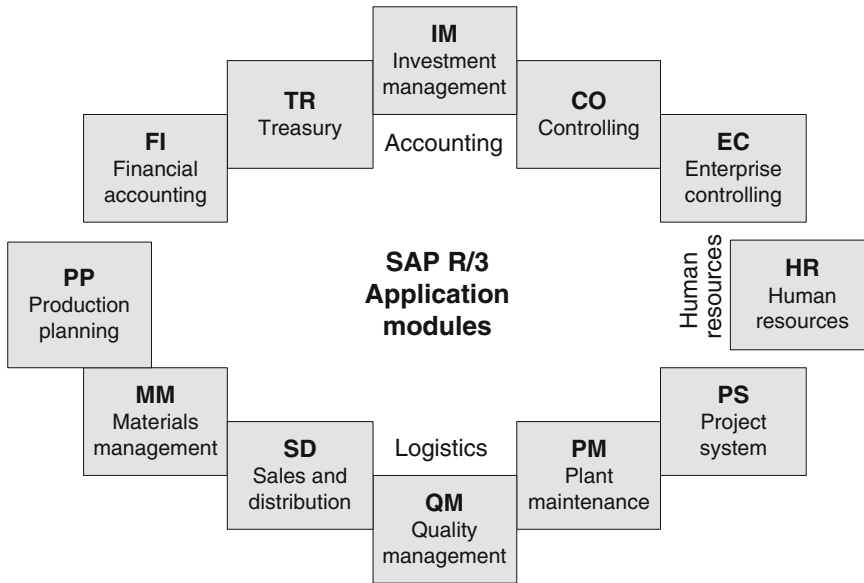 IM
Investment
management
TR
Treasury
CO
Controlling
FI
Financial
accounting
Accounting
EC
Enterprise
controlling
PP
Production
planning
SAP R/3
Application
modules
Human
resources
HR
Human
resources
MM
Materials
management
SD
Sales and
distribution
Logistics
QM
Quality
management
PM
Plant
maintenance
PS
Project
system